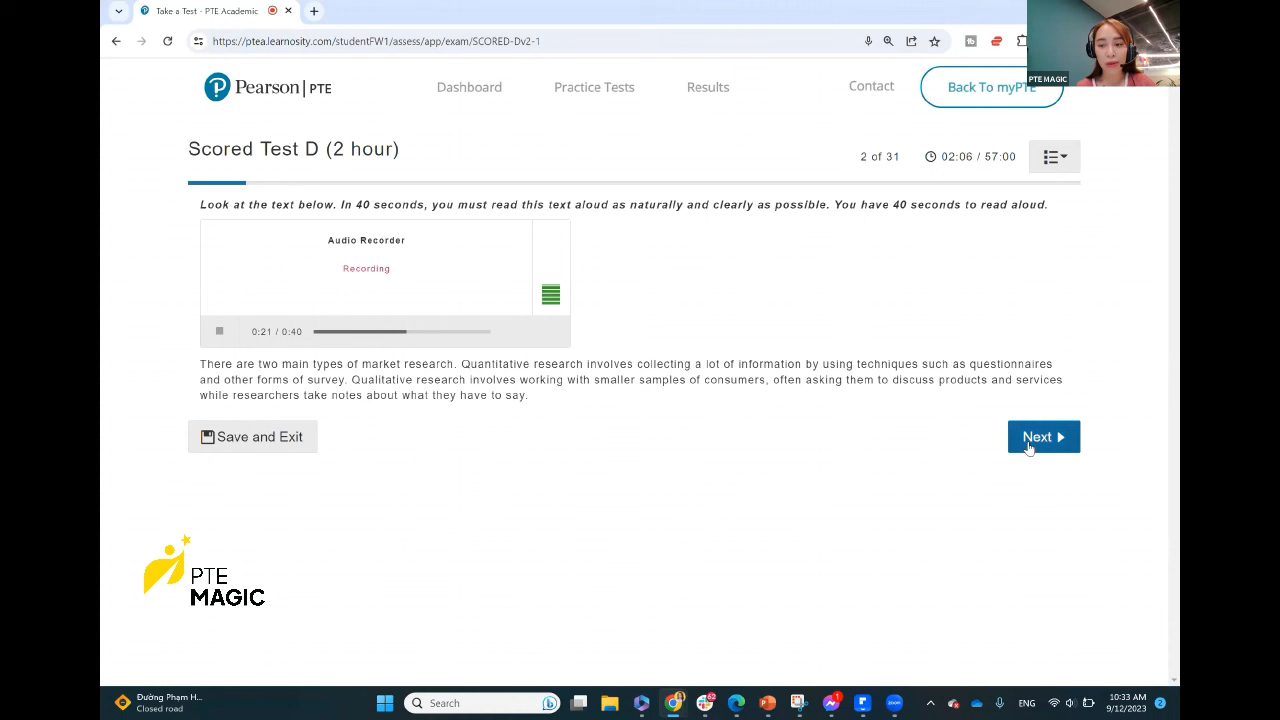 Take a Test - PTE Academic
https://ptea.learnosity.com/studentFW1/assess/app/exam/SCORED-Dv2-1
PTE MAGIC
Pearson | PTE
Dashboard
Practice Tests
Results
Contact
Back To myPTE
Scored Test D (2 hour)
2 of 31
02:06 / 57:00
Look at the text below. In 40 seconds, you must read this text aloud as naturally and clearly as possible. You have 40 seconds to read aloud.
Audio Recorder
Recording
0:21 / 0:40
There are two main types of market research. Quantitative research involves collecting a lot of information by using techniques such as questionnaires
and other forms of survey. Qualitative research involves working with smaller samples of consumers, often asking them to discuss products and services
while researchers take notes about what they have to say.
Save and Exit
Next
PTE
MAGIC
Đường Phạm H...
Closed road
Search
62
1
ENG
10:33 AM
9/12/2023
2